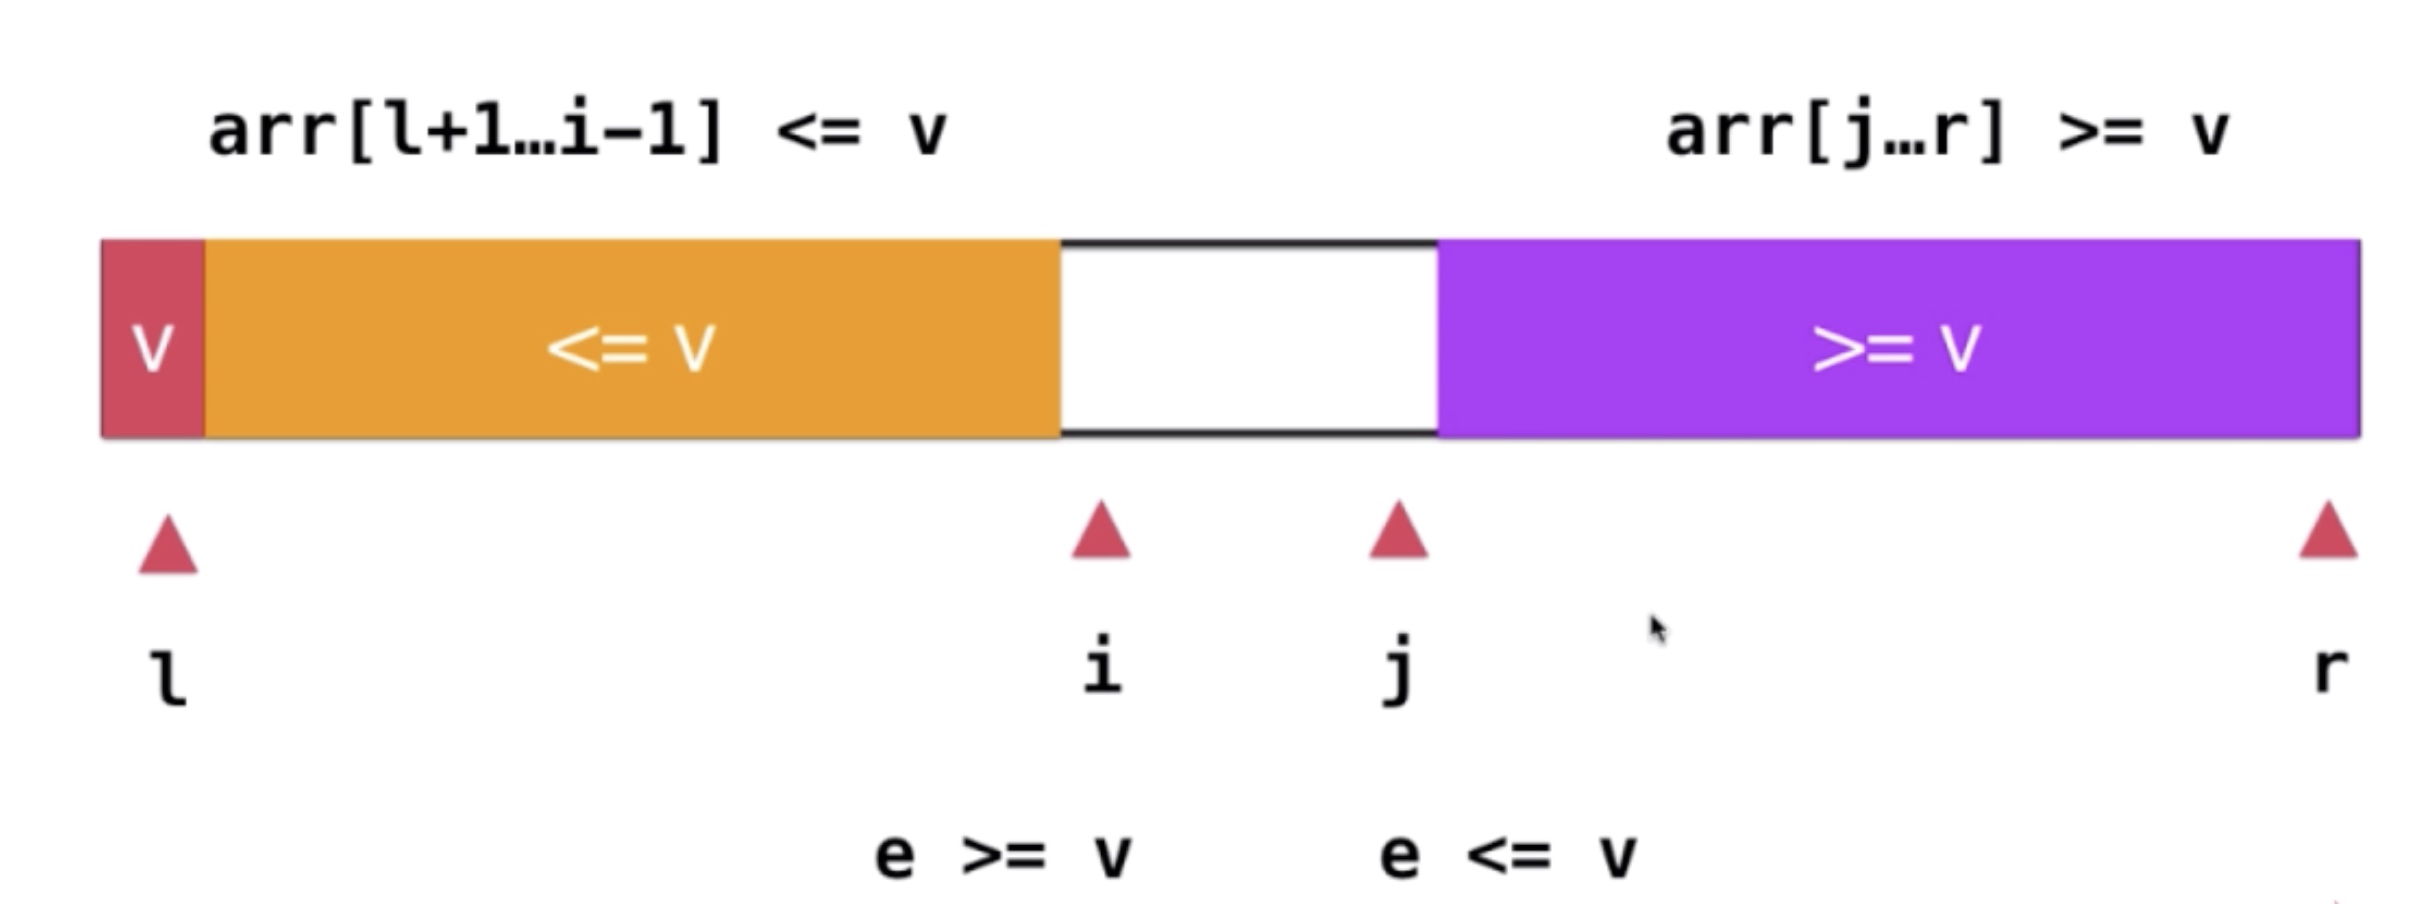 arr[l+1…i-1] <= v arr[j…r] >= v
v <= v >= v
l i j r
e >= v e <= v